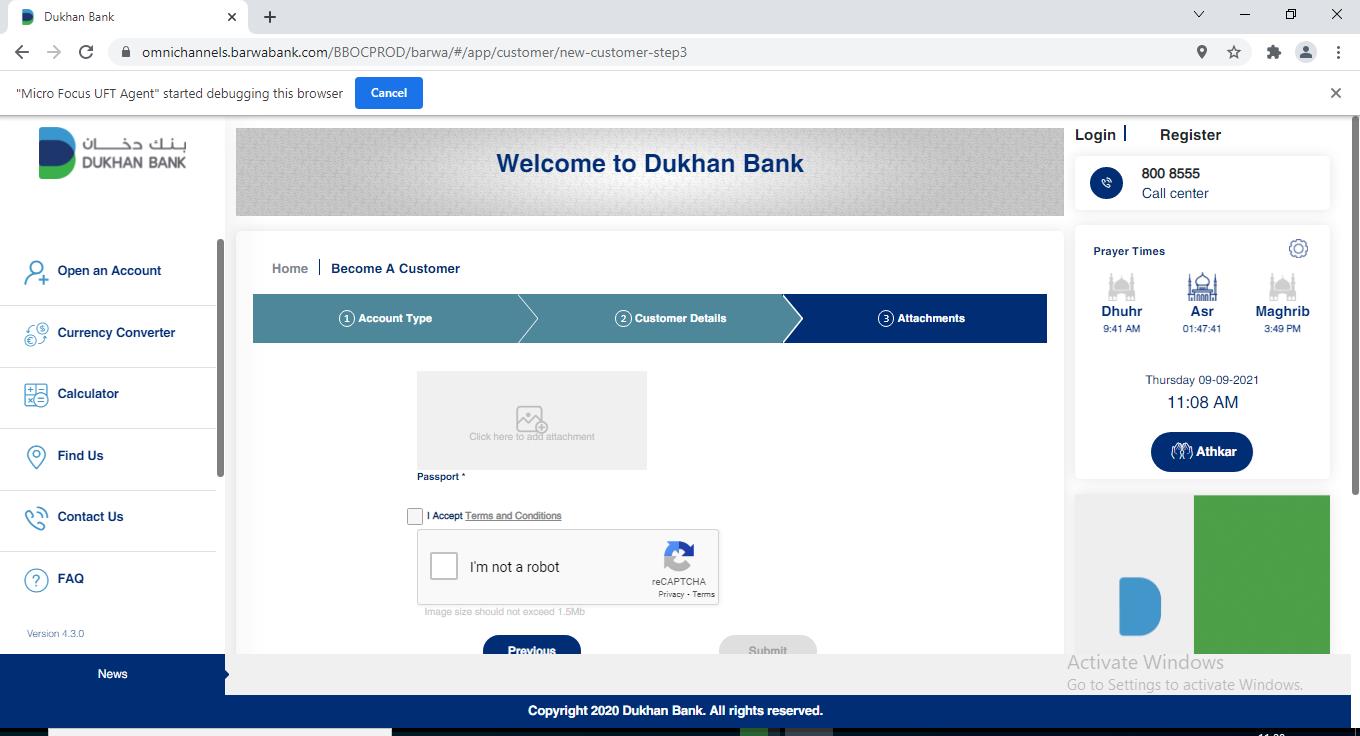 Dukhan Bank
omnichannels.barwabank.com/BBOCPROD/barwa/#/app/customer/new-customer-step3
"Micro Focus UFT Agent" started debugging this browser
Cancel
بنك دخان
DUKHAN BANK
Open an Account
Currency Converter
Calculator
Find Us
Contact Us
? FAQ
Version 4.3.0
News
Welcome to Dukhan Bank
Home
Become A Customer
1 Account Type
2 Customer Details
3 Attachments
Click here to add attachment
Passport *
I Accept Terms and Conditions
I'm not a robot
reCAPTCHA
Privacy - Terms
Image size should not exceed 1.5Mb
Previous
Submit
Login
Register
800 8555
Call center
Prayer Times
Dhuhr
Asr
Maghrib
9:41 AM
01:47:41
3:49 PM
Thursday 09-09-2021
11:08 AM
Athkar
Activate Windows
Go to Settings to activate Windows.
Copyright 2020 Dukhan Bank. All rights reserved.